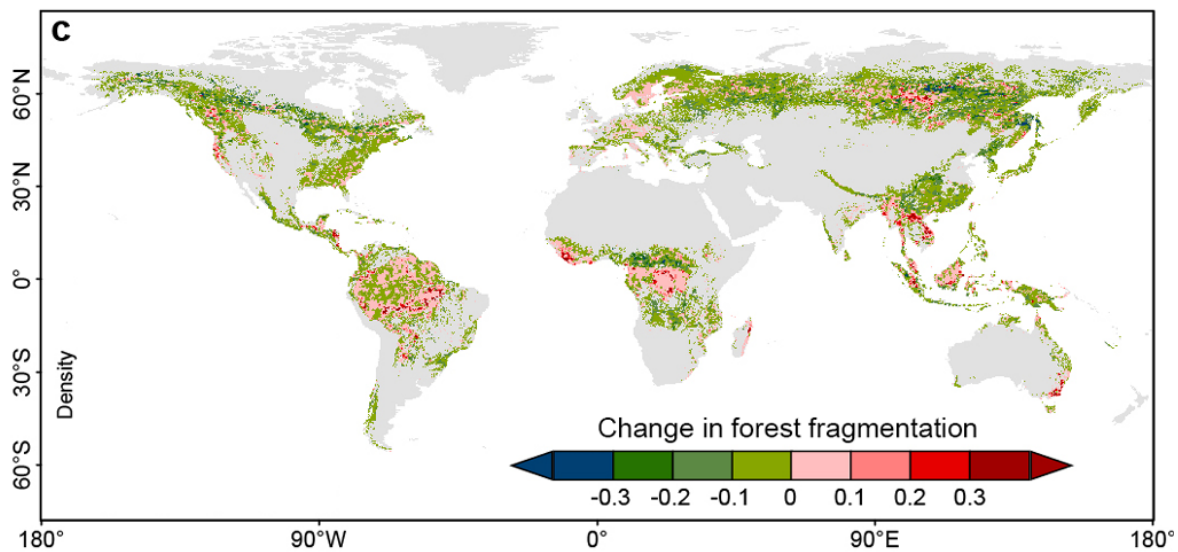 c
60°N
30°N
0°
30°S
60°S
Density
Change in forest fragmentation
-0.3 -0.2 -0.1 0 0.1 0.2 0.3
180° 90°W 0° 90°E 180°